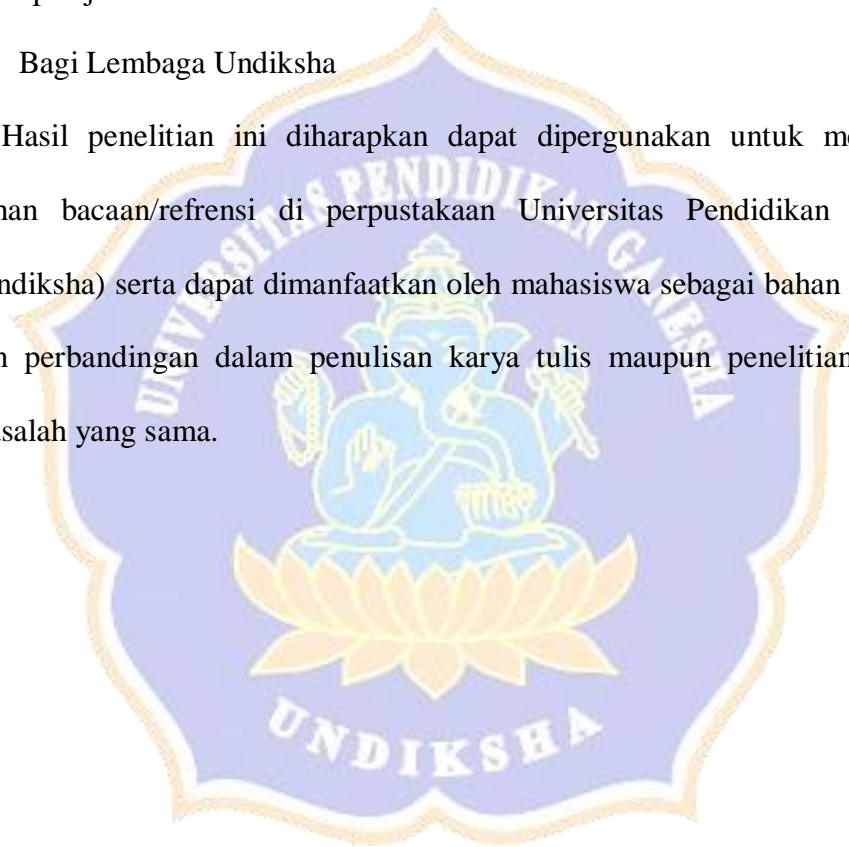 Bagi Lembaga Undiksha
Hasil penelitian ini diharapkan dapat dipergunakan untuk
bacaan/refrensi di perpustakaan Universitas Pendidikan
ndiksha) serta dapat dimanfaatkan oleh mahasiswa sebagai bahan
perbandingan dalam penulisan karya tulis maupun penelitian
salah yang sama.
UNIVERSITAS PENDIDIKAN GANESHA
UNDIKSHA